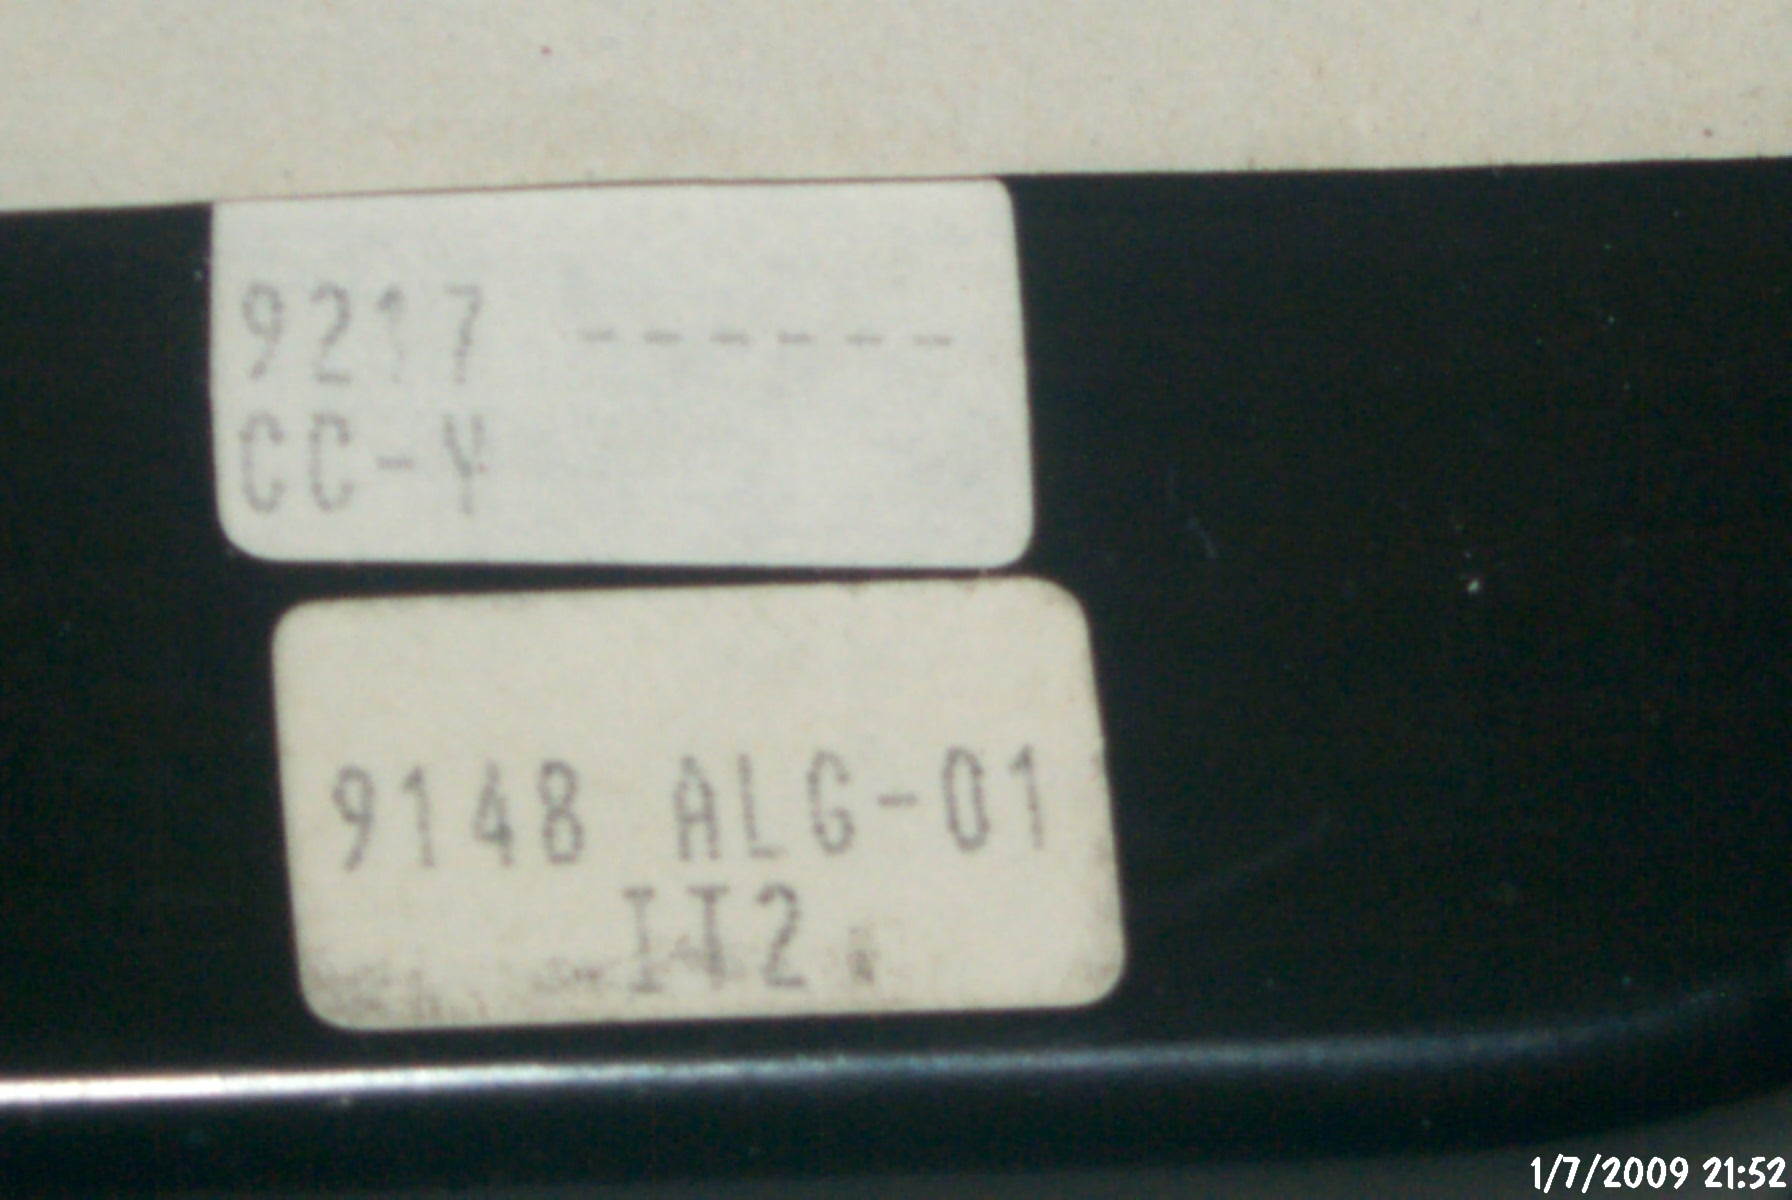 9217 ------
CC-Y
9148 ALG-01
IT2
1/7/2009 21:52